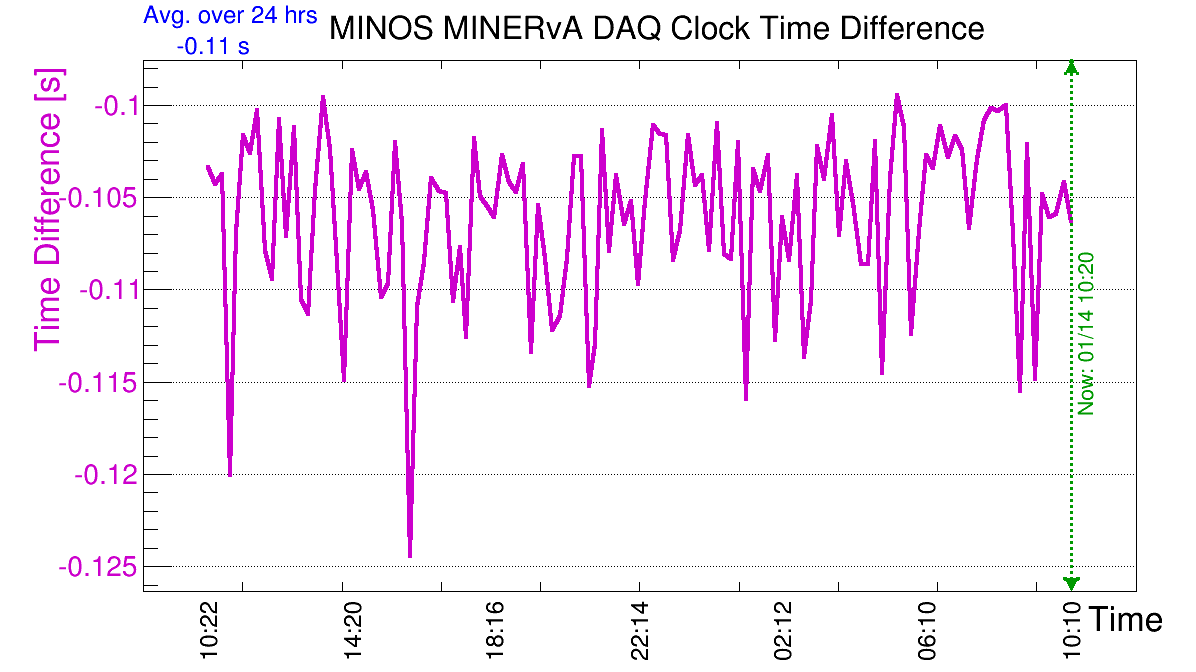 Avg. over 24 hrs
-0.11 s
MINOS MINERvA DAQ Clock Time Difference
Time Difference [s]
-0.1
-0.105
-0.11
-0.115
-0.12
-0.125
Now: 01/14 10:20
10:22
14:20
18:16
22:14
02:12
06:10
10:10
Time